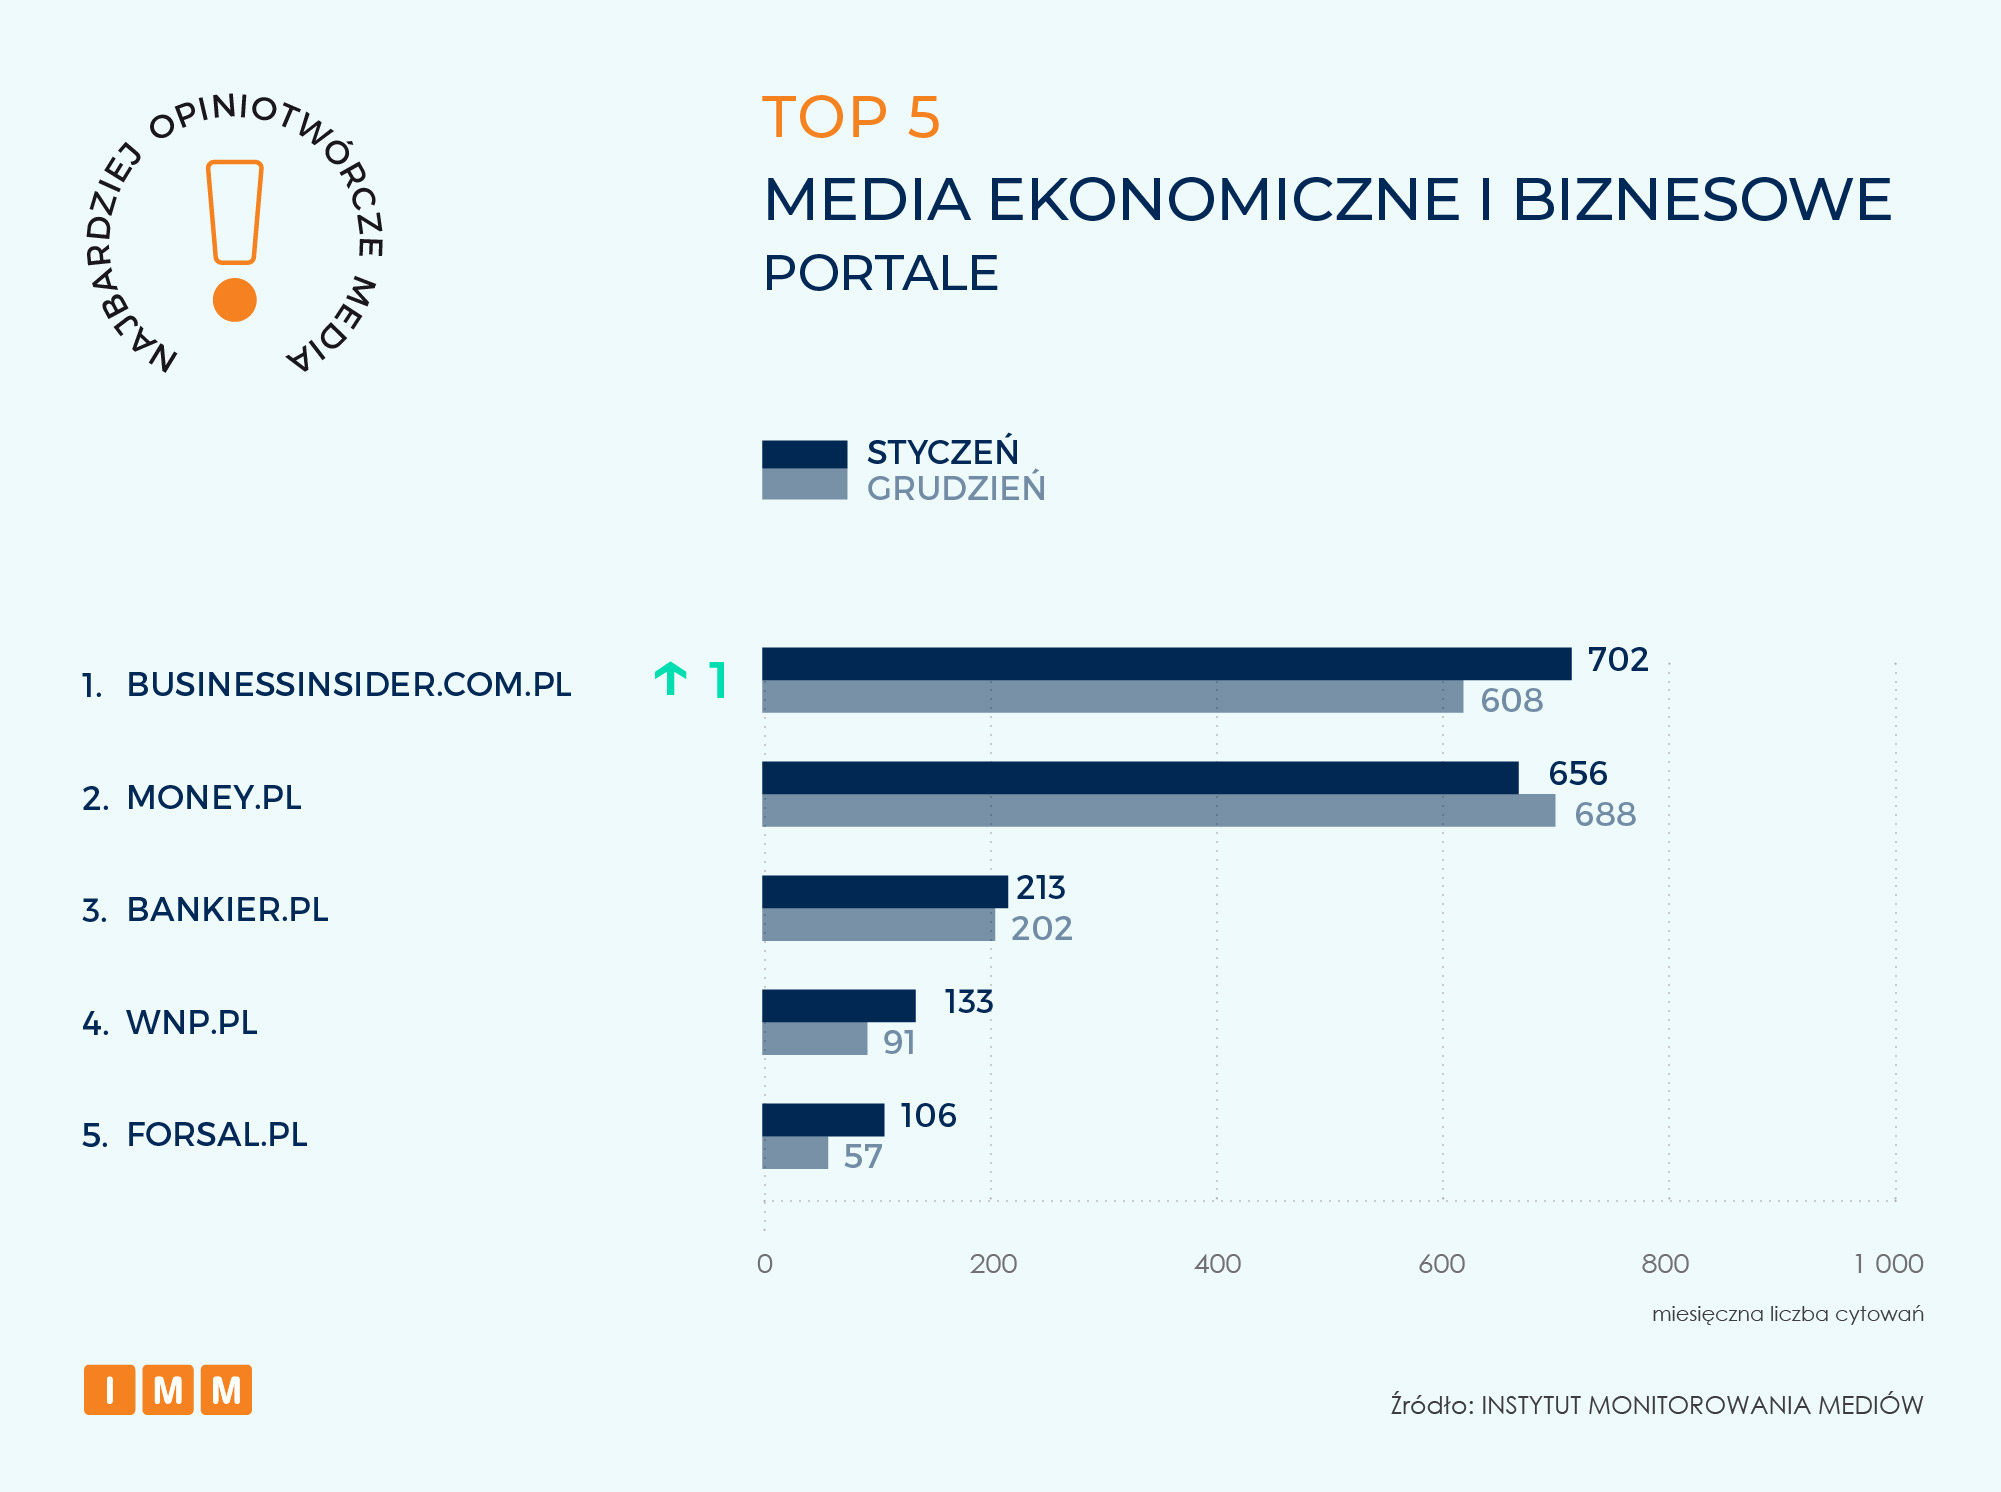 NAJBARDZIEJ OPINIOTWÓRCZE MEDIA
TOP 5
MEDIA EKONOMICZNE I BIZNESOWE
PORTALE
STYCZEŃ
GRUDZIEŃ
1. BUSINESSINSIDER.COM.PL 1 702
608
2. MONEY.PL 656
688
3. BANKIER.PL 213
202
4. WNP.PL 133
91
5. FORSAL.PL 106
57
0 200 400 600 800 1 000
miesięczna liczba cytowań
IMM
Źródło: INSTYTUT MONITOROWANIA MEDIÓW